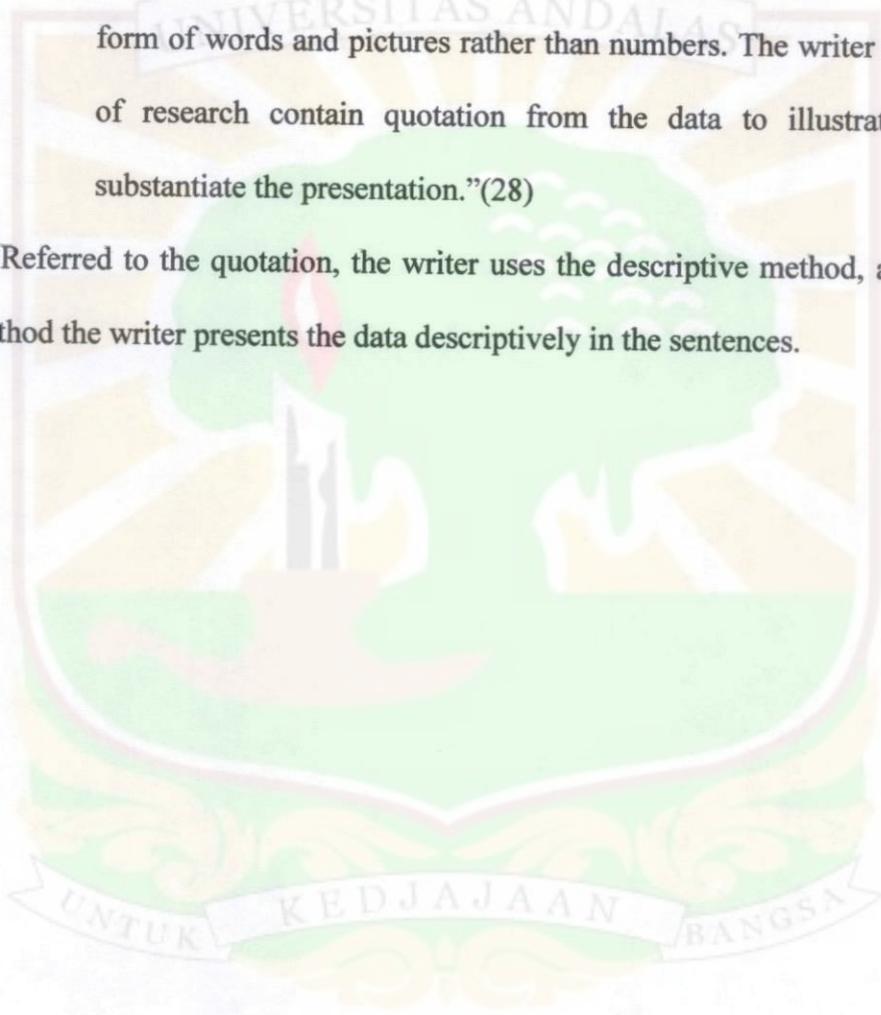 UNIVERSITAS ANDALAS
form of words and pictures rather than numbers. The writer
of research contain quotation from the data to illustrat
substantiate the presentation.”(28)
Referred to the quotation, the writer uses the descriptive method, a
thod the writer presents the data descriptively in the sentences.
UNTUK KEDJAJAAN BANGSA